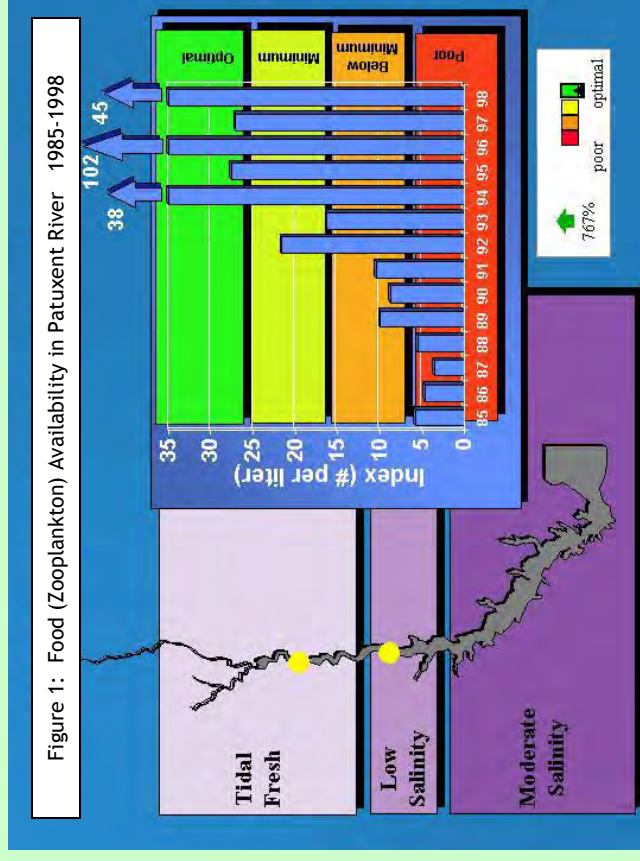 Figure 1: Food (Zooplankton) Availability in Patuxent River 1985-1998
Tidal
Fresh
Low
Salinity
Moderate
Salinity
Index (# per liter)
35
30
25
20
15
10
5
0
38
102
45
Optimal
Minimum
Below
Minimum
Poor
85 86 87 88 89 90 91 92 93 94 95 96 97 98
767%
poor optimal